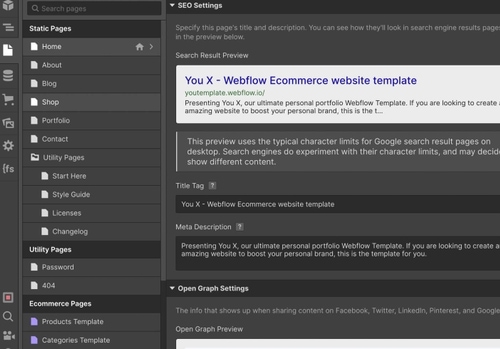 Search pages
Static Pages
Home
About
Blog
Shop
Portfolio
Contact
Utility Pages
Start Here
Style Guide
Licenses
Changelog
Utility Pages
Password
404
Ecommerce Pages
Products Template
Categories Template
{fs
SEO Settings
Specify this page's title and description. You can see how they'll look in search engine results pages
in the preview below.
Search Result Preview
You X - Webflow Ecommerce website template
youtemplate.webflow.io/
Presenting You X, our ultimate personal portfolio Webflow Template. If you are looking to create a
amazing website to boost your personal brand, this is the t...
This preview uses the typical character limits for Google search result pages on
desktop. Search engines do experiment with their character limits, and may decide
show different content.
Title Tag ?
You X - Webflow Ecommerce website template
Meta Description ?
Presenting You X, our ultimate personal portfolio Webflow Template. If you are looking to create
amazing website to boost your personal brand, this is the template for you.
Open Graph Settings
The info that shows up when sharing content on Facebook, Twitter, LinkedIn, Pinterest, and Google
Open Graph Preview